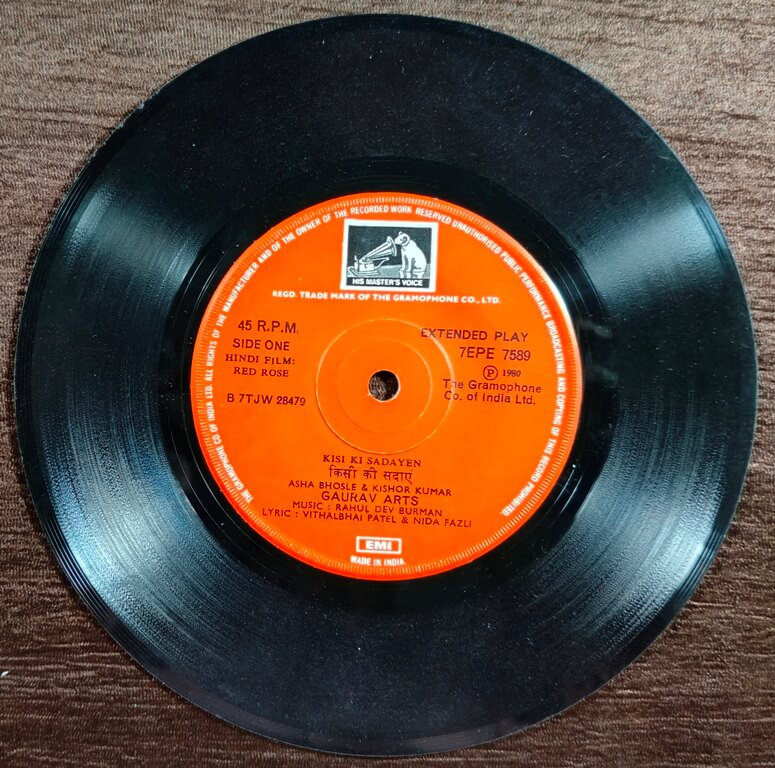 THE GRAMOPHONE CO OF INDIA LTD. ALL RIGHTS OF THE MANUFACTURER AND OF THE OWNER OF THE RECORDED WORK RESERVED UNAUTHORISED PUBLIC PERFORMANCE BROADCASTING AND COPYING OF THIS RECORD PROHIBITED.
HIS MASTER'S VOICE
REGD. TRADE MARK OF THE GRAMOPHONE CO., LTD.
45 R.P.M.
SIDE ONE
HINDI FILM:
RED ROSE
B 7TJW 28479
EXTENDED PLAY
7EPE 7589
Ⓟ 1980
The Gramophone
Co. of India Ltd.
KISI KI SADAYEN
किसी की सदाएं
ASHA BHOSLE & KISHOR KUMAR
GAURAV ARTS
MUSIC : RAHUL DEV BURMAN
LYRIC : VITHALBHAI PATEL & NIDA FAZLI
EMI
MADE IN INDIA